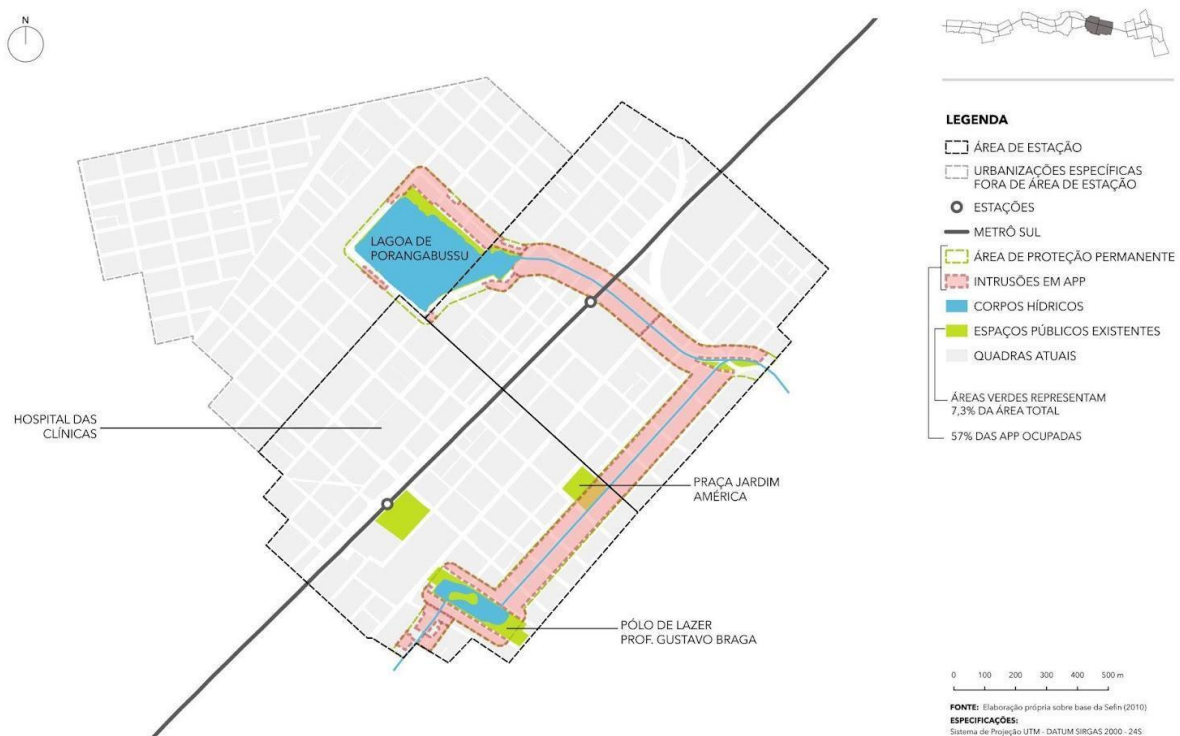 N
LAGOA DE
PORANGABUSSU
HOSPITAL DAS
CLÍNICAS
PRAÇA JARDIM
AMÉRICA
PÓLO DE LAZER
PROF. GUSTAVO BRAGA
LEGENDA
ÁREA DE ESTAÇÃO
URBANIZAÇÕES ESPECÍFICAS
FORA DE ÁREA DE ESTAÇÃO
ESTAÇÕES
METRÔ SUL
ÁREA DE PROTEÇÃO PERMANENTE
INTRUSÕES EM APP
CORPOS HÍDRICOS
ESPAÇOS PÚBLICOS EXISTENTES
QUADRAS ATUAIS
ÁREAS VERDES REPRESENTAM
7,3% DA ÁREA TOTAL
57% DAS APP OCUPADAS
0 100 200 300 400 500 m
FONTE: Elaboração própria sobre base da Sefin (2010)
ESPECIFICAÇÕES:
Sistema de Projeção UTM - DATUM SIRGAS 2000 - 24S